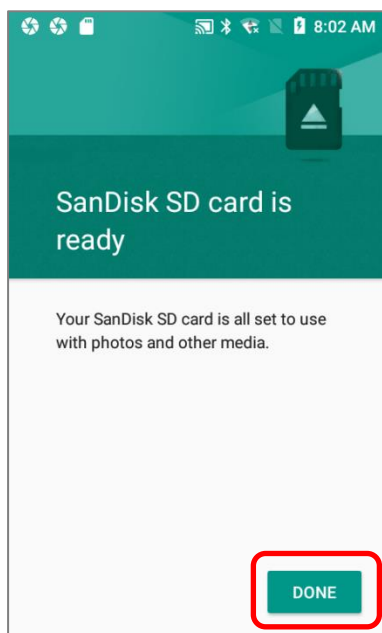 8:02 AM
SanDisk SD card is
ready
Your SanDisk SD card is all set to use
with photos and other media.
DONE